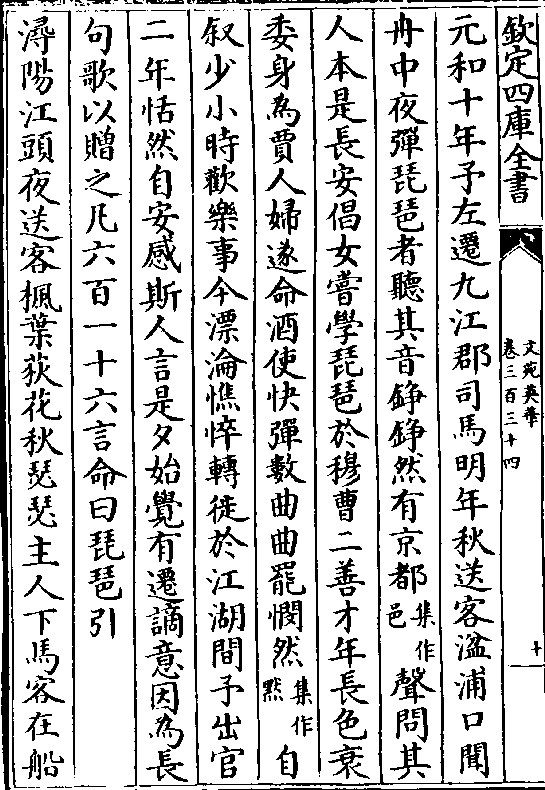 欽定四庫全書
文苑英華
卷三百三十四
十
元和十年予左遷九江郡司馬明年秋送客湓浦口聞
舟中夜彈琵琶者聽其音錚錚然有京都集作邑聲問其
人本是長安倡女嘗學琵琶於穆曹二善才年長色衰
委身為賈人婦遂命酒使快彈數曲曲罷憫然集作黙自
叙少小時歡樂事今漂淪憔悴轉徙於江湖間予出官
二年恬然自安感斯人言是夕始覺有遷謫意因為長
句歌以贈之凡六百一十六言命曰琵琶引
潯陽江頭夜送客楓葉荻花秋瑟瑟主人下馬客在船